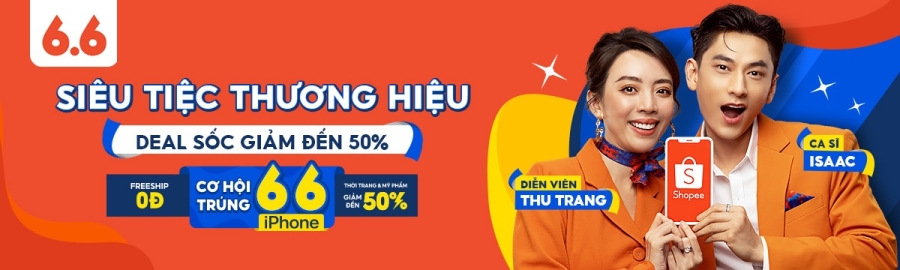 6.6
SIÊU TIỆC THƯƠNG HIỆU
DEAL SỐC GIẢM ĐẾN 50%
FREESHIP
0Đ
CƠ HỘI
TRÚNG
66
iPhone
THỜI TRANG & MỸ PHẨM
GIẢM
ĐẾN
50%
DIỄN VIÊN
THU TRANG
S
Shopee
CA SĨ
ISAAC